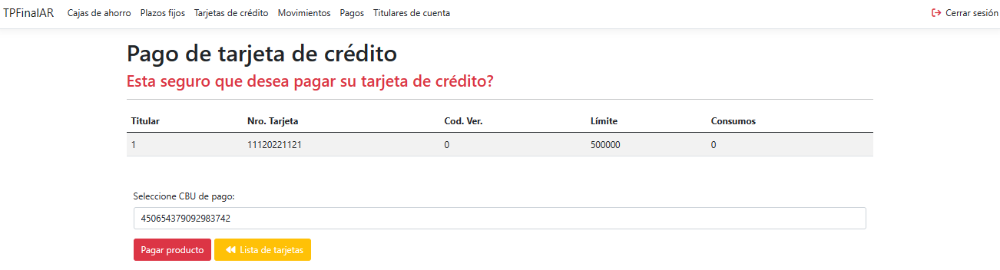 TPFinalAR Cajas de ahorro Plazos fijos Tarjetas de crédito Movimientos Pagos Titulares de cuenta Cerrar sesión
Pago de tarjeta de crédito
Esta seguro que desea pagar su tarjeta de crédito?
Titular Nro. Tarjeta Cod. Ver. Límite Consumos
1 11120221121 0 500000 0
Seleccione CBU de pago:
450654379092983742
Pagar producto Lista de tarjetas